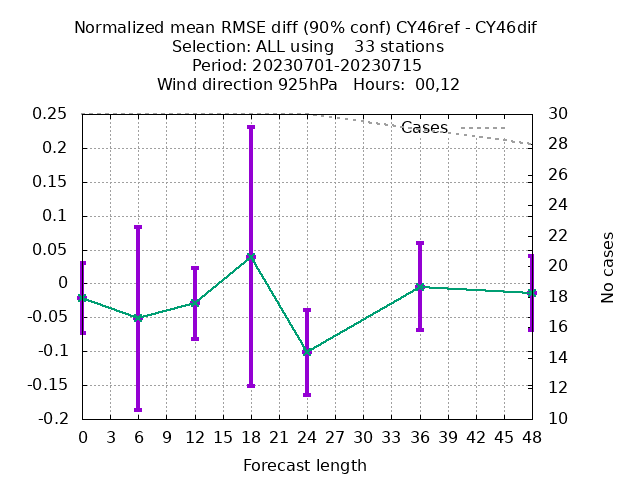 Normalized mean RMSE diff (90% conf) CY46ref - CY46dif
Selection: ALL using    33 stations
Period: 20230701-20230715
Wind direction 925hPa   Hours:  00,12
Cases
0.25
0.2
0.15
0.1
0.05
0
-0.05
-0.1
-0.15
-0.2
30
28
26
24
22
20
18
16
14
12
10
No cases
0 3 6 9 12 15 18 21 24 27 30 33 36 39 42 45 48
Forecast length